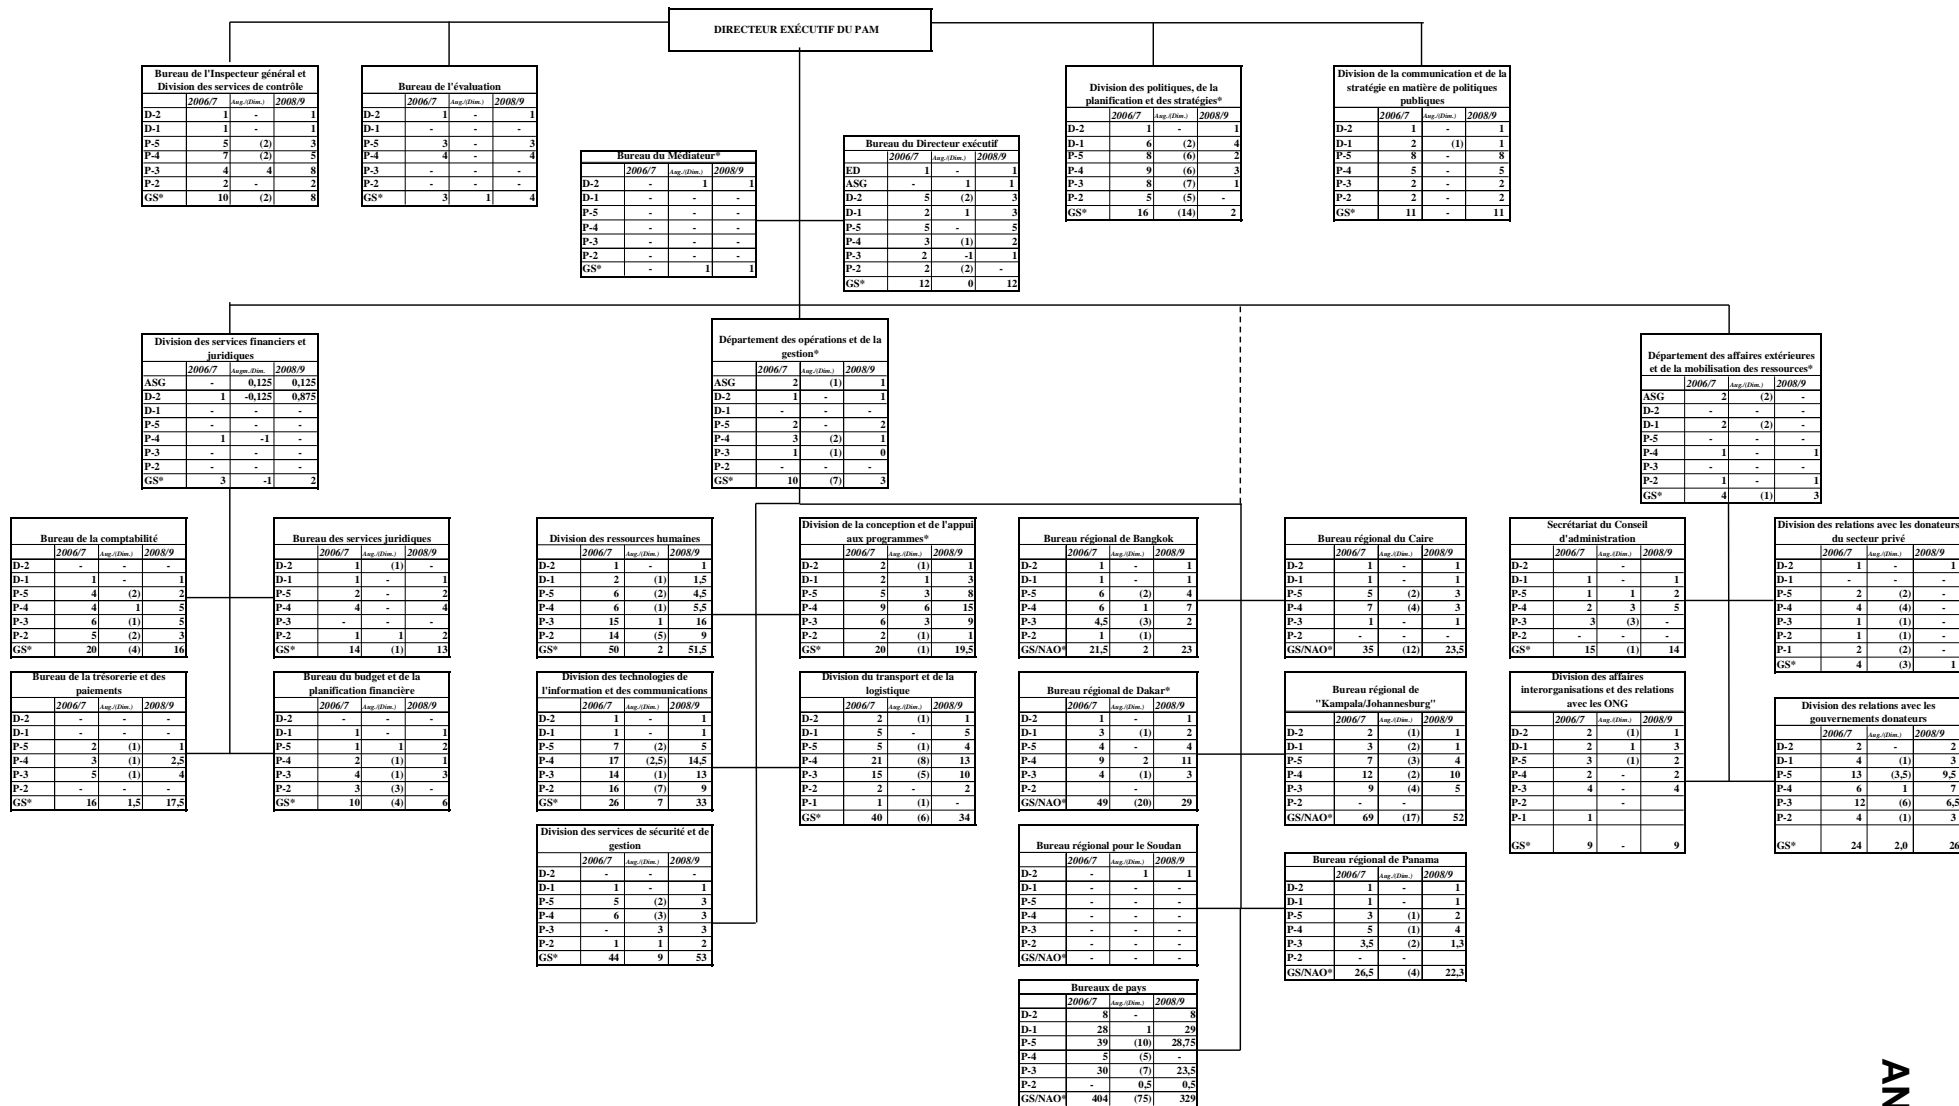 DIRECTEUR EXÉCUTIF DU PAM
Bureau de l'Inspecteur général et
Division des services de contrôle
2006/7 Aug./(Dim.) 2008/9
D-2 1 - 1
D-1 1 - 1
P-5 5 (2) 3
P-4 7 (2) 5
P-3 4 4 8
P-2 2 - 2
GS* 10 (2) 8
Bureau de l'évaluation
2006/7 Aug./(Dim.) 2008/9
D-2 1 - 1
D-1 - - -
P-5 3 - 3
P-4 4 - 4
P-3 - - -
P-2 - - -
GS* 3 1 4
Bureau du Médiateur*
2006/7 Aug./(Dim.) 2008/9
D-2 - 1 1
D-1 - - -
P-5 - - -
P-4 - - -
P-3 - - -
P-2 - - -
GS* - 1 1
Bureau du Directeur exécutif
2006/7 Aug./(Dim.) 2008/9
ED 1 - 1
ASG - 1 1
D-2 5 (2) 3
D-1 2 1 3
P-5 5 - 5
P-4 3 (1) 2
P-3 2 -1 1
P-2 2 (2) -
GS* 12 0 12
Division des politiques, de la
planification et des stratégies*
2006/7 Aug./(Dim.) 2008/9
D-2 1 - 1
D-1 6 (2) 4
P-5 8 (6) 2
P-4 9 (6) 3
P-3 8 (7) 1
P-2 5 (5) -
GS* 16 (14) 2
Division de la communication et de la
stratégie en matière de politiques
publiques
2006/7 Aug./(Dim.) 2008/9
D-2 1 - 1
D-1 2 (1) 1
P-5 8 - 8
P-4 5 - 5
P-3 2 - 2
P-2 2 - 2
GS* 11 - 11
Division des services financiers et
juridiques
2006/7 Augm./Dim. 2008/9
ASG - 0,125 0,125
D-2 1 -0,125 0,875
D-1 - - -
P-5 - - -
P-4 1 -1 -
P-3 - - -
P-2 - - -
GS* 3 -1 2
Département des opérations et de la
gestion*
2006/7 Aug./(Dim.) 2008/9
ASG 2 (1) 1
D-2 1 - 1
D-1 - - -
P-5 2 - 2
P-4 3 (2) 1
P-3 1 (1) 0
P-2 - - -
GS* 10 (7) 3
Département des affaires extérieures
et de la mobilisation des ressources*
2006/7 Aug./(Dim.) 2008/9
ASG 2 (2) -
D-2 - - -
D-1 2 (2) -
P-5 - - -
P-4 1 - 1
P-3 - - -
P-2 1 - 1
GS* 4 (1) 3
Bureau de la comptabilité
2006/7 Aug./(Dim.) 2008/9
D-2 - - -
D-1 1 - 1
P-5 4 (2) 2
P-4 4 1 5
P-3 6 (1) 5
P-2 5 (2) 3
GS* 20 (4) 16
Bureau des services juridiques
2006/7 Aug./(Dim.) 2008/9
D-2 1 (1) -
D-1 1 - 1
P-5 2 - 2
P-4 4 - 4
P-3 - - -
P-2 1 1 2
GS* 14 (1) 13
Division des ressources humaines
2006/7 Aug./(Dim.) 2008/9
D-2 1 - 1
D-1 2 (1) 1,5
P-5 6 (2) 4,5
P-4 6 (1) 5,5
P-3 15 1 16
P-2 14 (5) 9
GS* 50 2 51,5
Division de la conception et de l'appui
aux programmes*
2006/7 Aug./(Dim.) 2008/9
D-2 2 (1) 1
D-1 2 1 3
P-5 5 3 8
P-4 9 6 15
P-3 6 3 9
P-2 2 (1) 1
GS* 20 (1) 19,5
Bureau régional de Bangkok
2006/7 Aug./(Dim.) 2008/9
D-2 1 - 1
D-1 1 - 1
P-5 6 (2) 4
P-4 6 1 7
P-3 4,5 (3) 2
P-2 1 (1)
GS/NAO* 21,5 2 23
Bureau régional du Caire
2006/7 Aug./(Dim.) 2008/9
D-2 1 - 1
D-1 1 - 1
P-5 5 (2) 3
P-4 7 (4) 3
P-3 1 - 1
P-2 - - -
GS/NAO* 35 (12) 23,5
Secrétariat du Conseil
d'administration
2006/7 Aug./(Dim.) 2008/9
D-2 -
D-1 1 - 1
P-5 1 1 2
P-4 2 3 5
P-3 3 (3) -
P-2 - - -
GS* 15 (1) 14
Division des relations avec les donateurs
du secteur privé
2006/7 Aug./(Dim.) 2008/9
D-2 1 - 1
D-1 - - -
P-5 2 (2) -
P-4 4 (4) -
P-3 1 (1) -
P-2 1 (1) -
P-1 2 (2) -
GS* 4 (3) 1
Bureau de la trésorerie et des
paiements
2006/7 Aug./(Dim.) 2008/9
D-2 - - -
D-1 - - -
P-5 2 (1) 1
P-4 3 (1) 2,5
P-3 5 (1) 4
P-2 - - -
GS* 16 1,5 17,5
Bureau du budget et de la
planification financière
2006/7 Aug./(Dim.) 2008/9
D-2 - - -
D-1 1 - 1
P-5 1 1 2
P-4 2 (1) 1
P-3 4 (1) 3
P-2 3 (3) -
GS* 10 (4) 6
Division des technologies de
l'information et des communications
2006/7 Aug./(Dim.) 2008/9
D-2 1 - 1
D-1 1 - 1
P-5 7 (2) 5
P-4 17 (2,5) 14,5
P-3 14 (1) 13
P-2 16 (7) 9
GS* 26 7 33
Division du transport et de la
logistique
2006/7 Aug./(Dim.) 2008/9
D-2 2 (1) 1
D-1 5 - 5
P-5 5 (1) 4
P-4 21 (8) 13
P-3 15 (5) 10
P-2 2 - 2
P-1 1 (1) -
GS* 40 (6) 34
Bureau régional de Dakar*
2006/7 Aug./(Dim.) 2008/9
D-2 1 - 1
D-1 3 (1) 2
P-5 4 - 4
P-4 9 2 11
P-3 4 (1) 3
P-2 -
GS/NAO* 49 (20) 29
Bureau régional de
"Kampala/Johannesburg"
2006/7 Aug./(Dim.) 2008/9
D-2 2 (1) 1
D-1 3 (2) 1
P-5 7 (3) 4
P-4 12 (2) 10
P-3 9 (4) 5
P-2 - -
GS/NAO* 69 (17) 52
Division des affaires
interorganisations et des relations
avec les ONG
2006/7 Aug./(Dim.) 2008/9
D-2 2 (1) 1
D-1 2 1 3
P-5 3 (1) 2
P-4 2 - 2
P-3 4 - 4
P-2 -
P-1 1
GS* 9 - 9
Division des relations avec les
gouvernements donateurs
2006/7 Aug./(Dim.) 2008/9
D-2 2 - 2
D-1 4 (1) 3
P-5 13 (3,5) 9,5
P-4 6 1 7
P-3 12 (6) 6,5
P-2 4 (1) 3
GS* 24 2,0 26
Division des services de sécurité et de
gestion
2006/7 Aug./(Dim.) 2008/9
D-2 - - -
D-1 1 - 1
P-5 5 (2) 3
P-4 6 (3) 3
P-3 - 3 3
P-2 1 1 2
GS* 44 9 53
Bureau régional pour le Soudan
2006/7 Aug./(Dim.) 2008/9
D-2 - 1 1
D-1 - - -
P-5 - - -
P-4 - - -
P-3 - - -
P-2 - - -
GS/NAO* - - -
Bureau régional de Panama
2006/7 Aug./(Dim.) 2008/9
D-2 1 - 1
D-1 1 - 1
P-5 3 (1) 2
P-4 5 (1) 4
P-3 3,5 (2) 1,3
P-2 - -
GS/NAO* 26,5 (4) 22,3
Bureaux de pays
2006/7 Aug./(Dim.) 2008/9
D-2 8 - 8
D-1 28 1 29
P-5 39 (10) 28,75
P-4 5 (5) -
P-3 30 (7) 23,5
P-2 - 0,5 0,5
GS/NAO* 404 (75) 329
AN